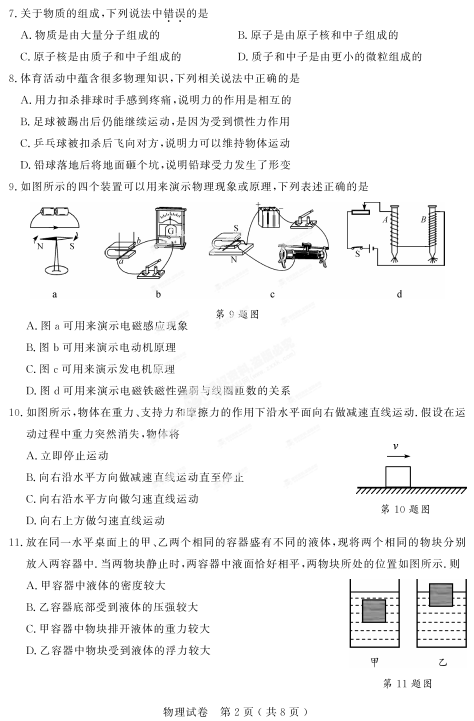 7. 关于物质的组成,下列说法中错误的是
A. 物质是由大量分子组成的 B. 原子是由原子核和中子组成的
C. 原子核是由质子和中子组成的 D. 质子和中子是由更小的微粒组成的
8. 体育活动中蕴含很多物理知识,下列相关说法中正确的是
A. 用力扣杀排球时手感到疼痛,说明力的作用是相互的
B. 足球被踢出后仍能继续运动,是因为受到惯性力作用
C. 乒乓球被扣杀后飞向对方,说明力可以维持物体运动
D. 铅球落地后将地面砸个坑,说明铅球受力发生了形变
9. 如图所示的四个装置可以用来演示物理现象或原理,下列表述正确的是
N S
a
G
b
S
N
c
A B
S
d
第 9 题图
A. 图 a 可用来演示电磁感应现象
B. 图 b 可用来演示电动机原理
C. 图 c 可用来演示发电机原理
D. 图 d 可用来演示电磁铁磁性强弱与线圈匝数的关系
10. 如图所示,物体在重力、支持力和摩擦力的作用下沿水平面向右做减速直线运动. 假设在运
动过程中重力突然消失,物体将
A. 立即停止运动
B. 向右沿水平方向做减速直线运动直至停止
C. 向右沿水平方向做匀速直线运动
D. 向右上方做匀速直线运动
v
第 10 题图
11. 放在同一水平桌面上的甲、乙两个相同的容器盛有不同的液体,现将两个相同的物块分别
放入两容器中. 当两物块静止时,两容器中液面恰好相平,两物块所处的位置如图所示. 则
A. 甲容器中液体的密度较大
B. 乙容器底部受到液体的压强较大
C. 甲容器中物块排开液体的重力较大
D. 乙容器中物块受到液体的浮力较大
甲 乙
第 11 题图
物理试卷 第 2 页 ( 共 8 页 )